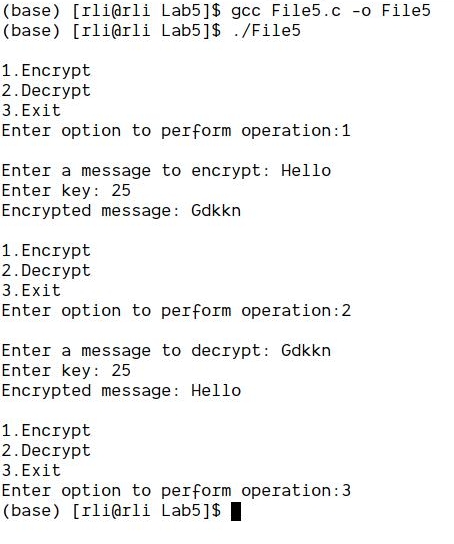 (base) [rli@rli Lab5]$ gcc File5.c -o File5
(base) [rli@rli Lab5]$ ./File5
1.Encrypt
2.Decrypt
3.Exit
Enter option to perform operation:1
Enter a message to encrypt: Hello
Enter key: 25
Encrypted message: Gdkkn
1.Encrypt
2.Decrypt
3.Exit
Enter option to perform operation:2
Enter a message to decrypt: Gdkkn
Enter key: 25
Encrypted message: Hello
1.Encrypt
2.Decrypt
3.Exit
Enter option to perform operation:3
(base) [rli@rli Lab5]$